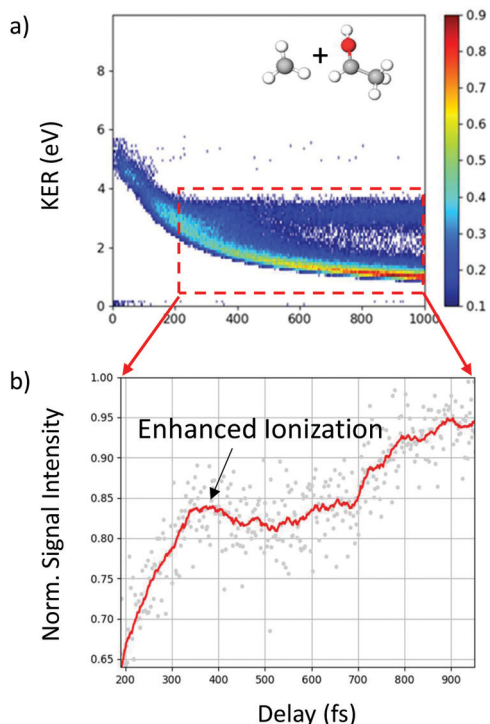 a)
+
KER (eV)
8
6
4
2
0
0 200 400 600 800 1000
0.9
0.8
0.7
0.6
0.5
0.4
0.3
0.2
0.1
b)
Norm. Signal Intensity
1.00
0.95
0.90
0.85
0.80
0.75
0.70
0.65
Enhanced Ionization
200 300 400 500 600 700 800 900
Delay (fs)